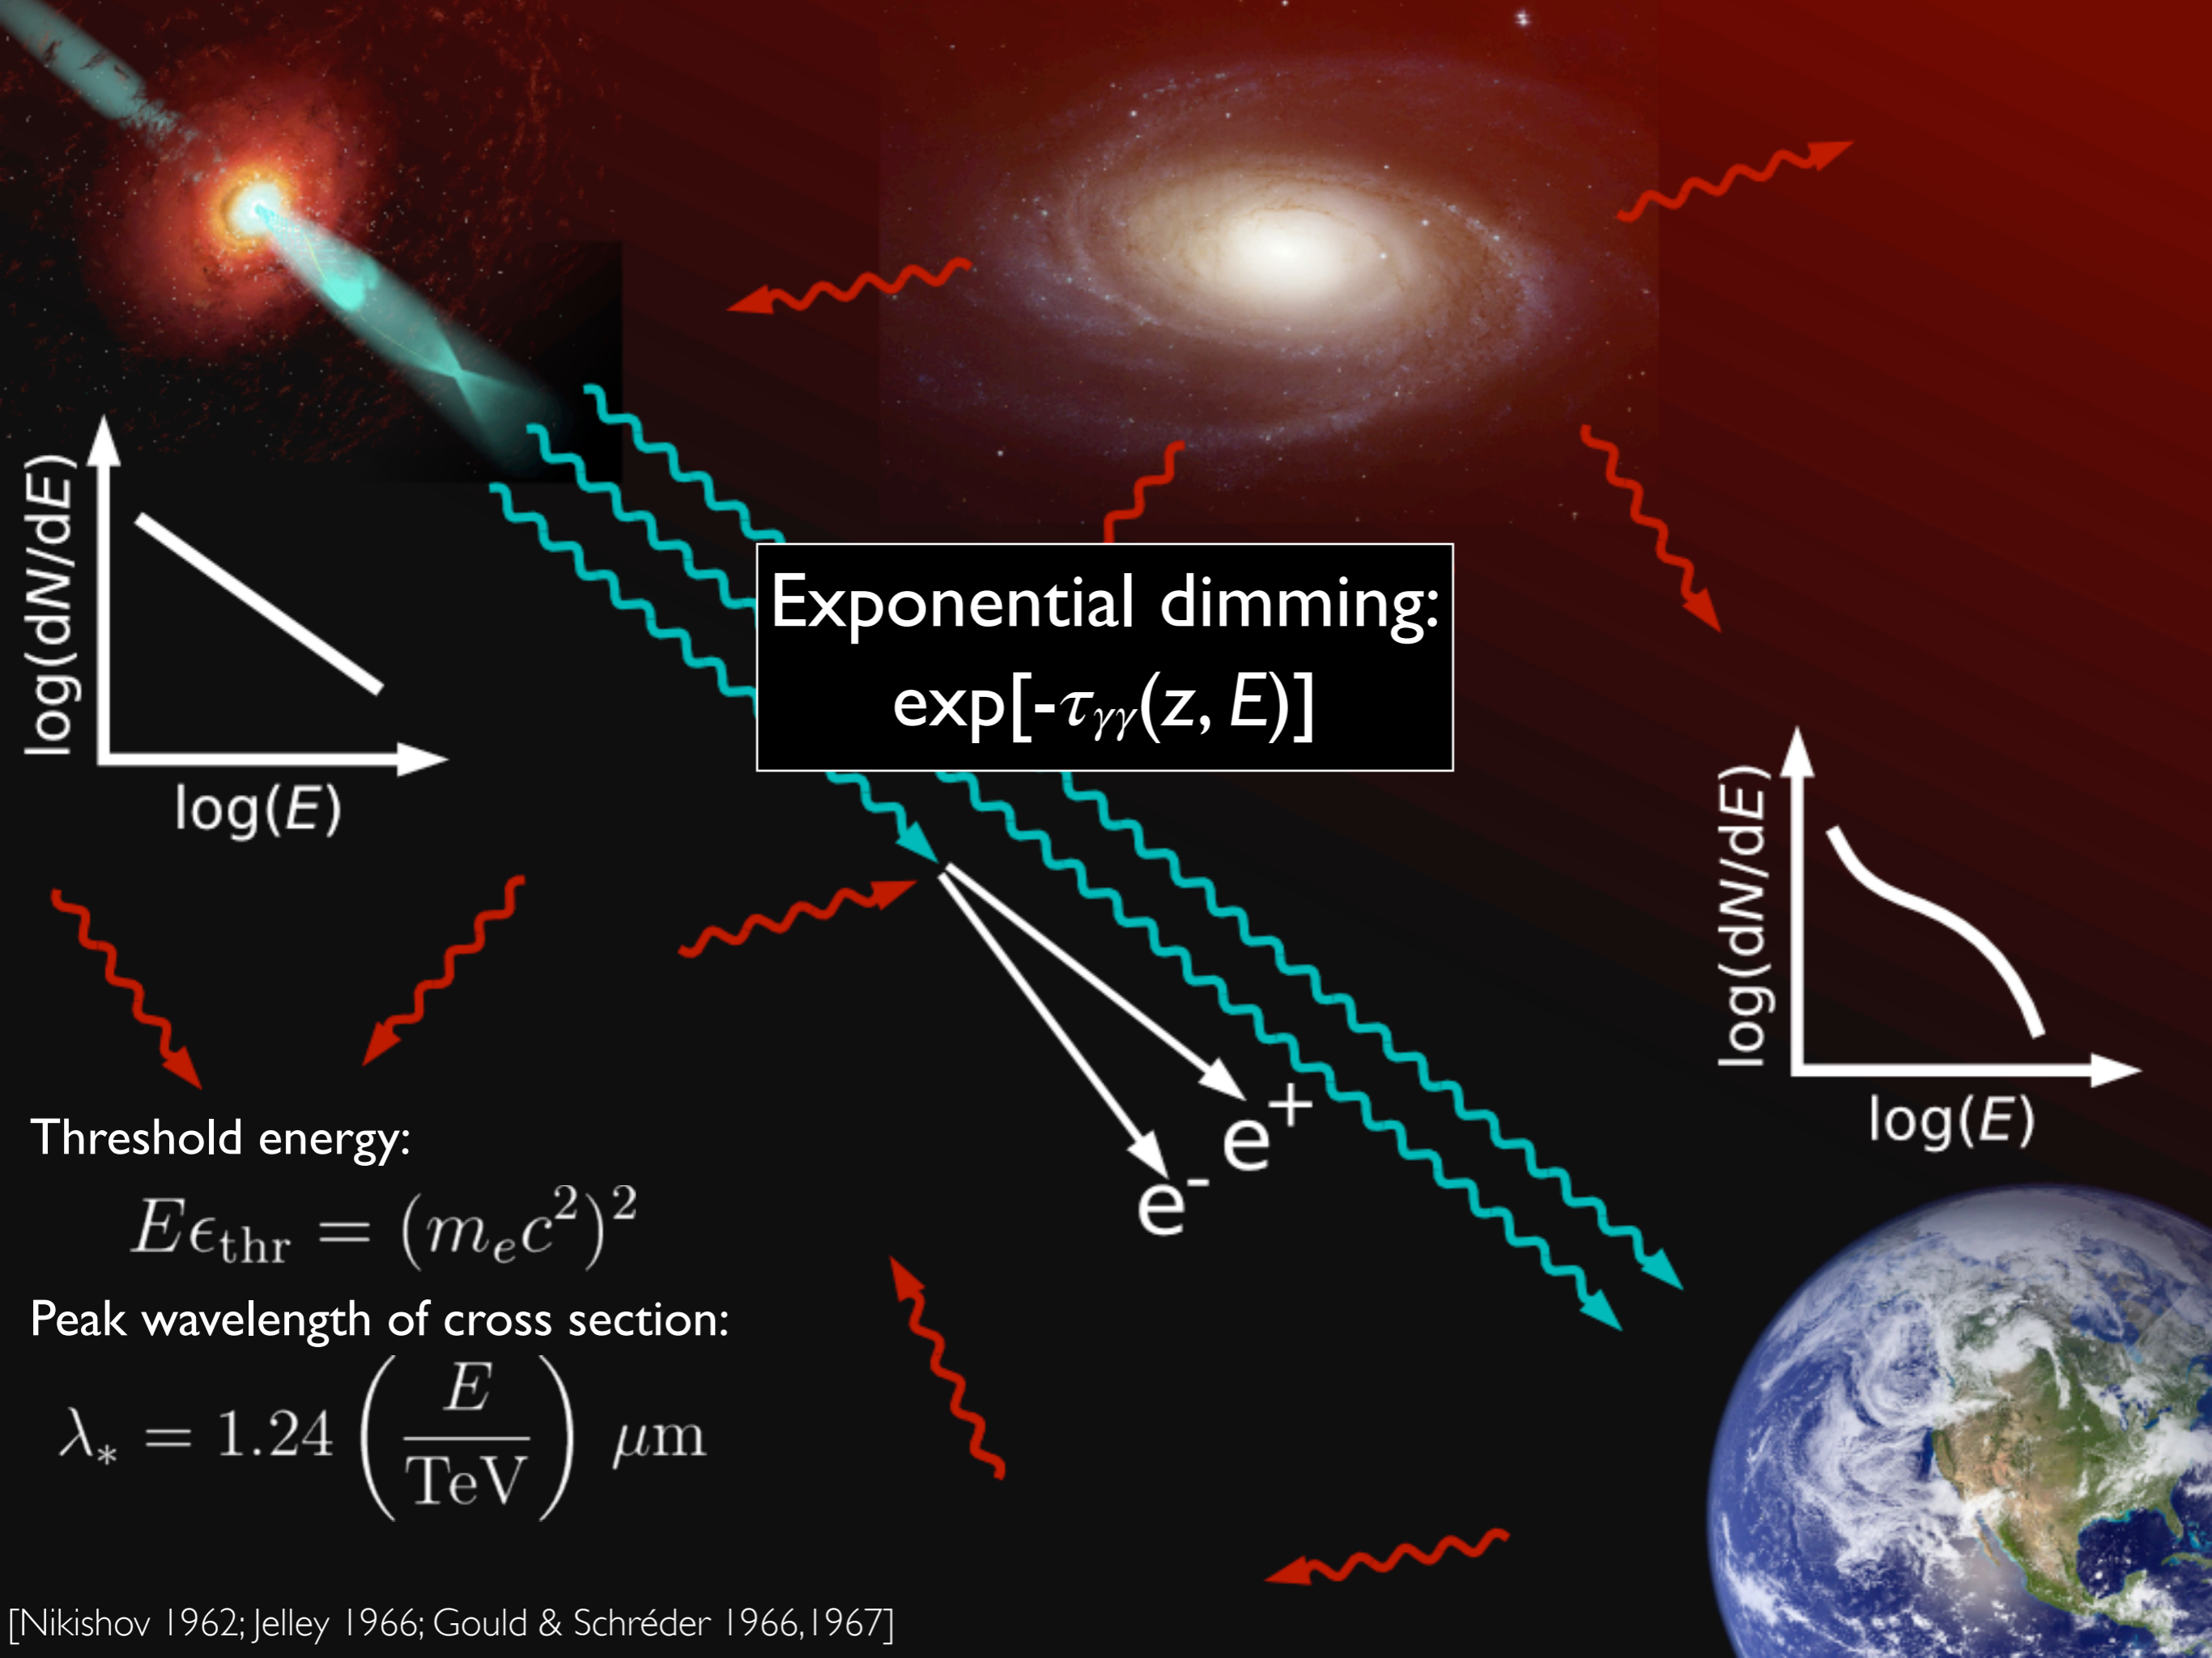 Exponential dimming:
exp[-τγγ(z, E)]
log(dN/dE)
log(E)
log(dN/dE)
log(E)
e+
e-
Threshold energy:
Eϵthr = (mec²)²
Peak wavelength of cross section:
λ* = 1.24 (E/TeV) μm
[Nikishov 1962; Jelley 1966; Gould & Schréder 1966,1967]